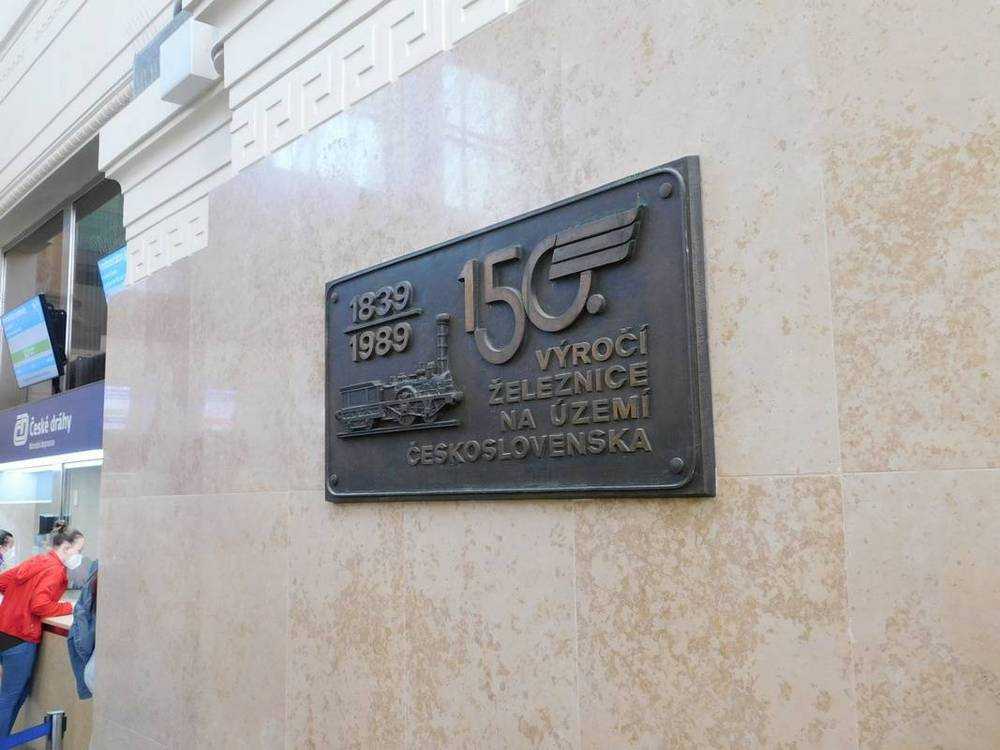 1839
1989
150.
VÝROČÍ
ŽELEZNICE
NA ÚZEMÍ
ČESKOSLOVENSKA
České dráhy